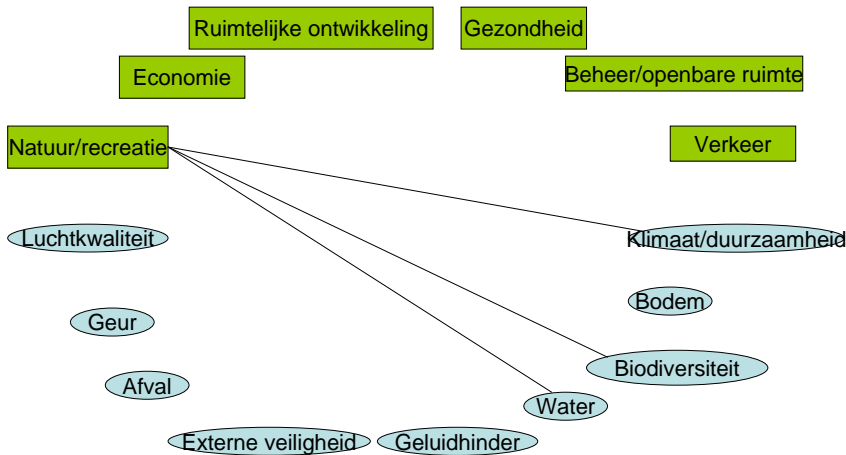 Ruimtelijke ontwikkeling
Gezondheid
Economie
Beheer/openbare ruimte
Natuur/recreatie
Verkeer
Luchtkwaliteit
Klimaat/duurzaamheid
Bodem
Geur
Biodiversiteit
Afval
Water
Externe veiligheid
Geluidhinder